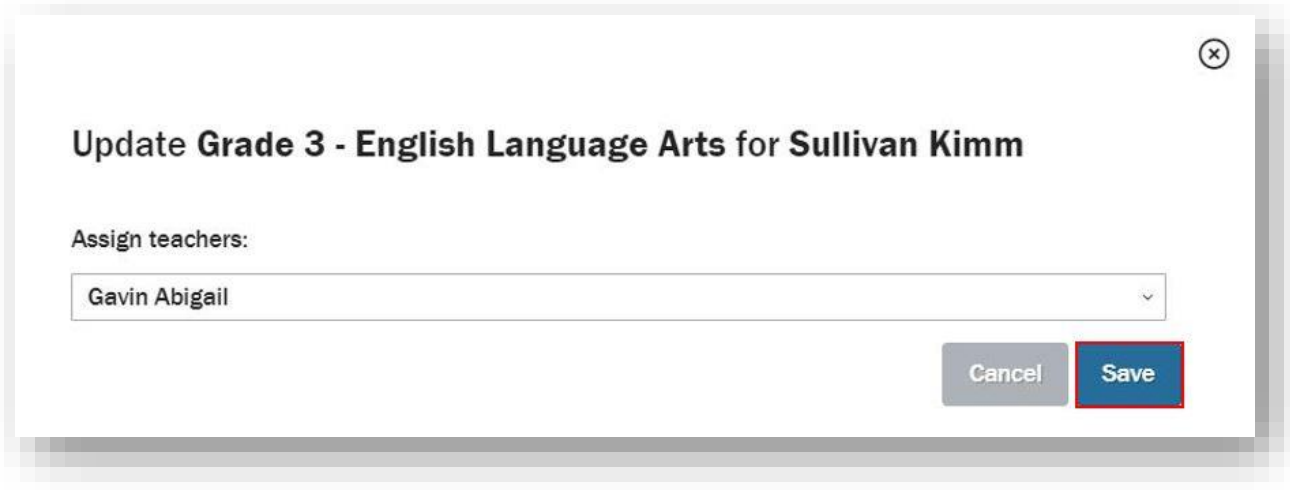 Update Grade 3 - English Language Arts for Sullivan Kimm
Assign teachers:
Gavin Abigail
Cancel Save